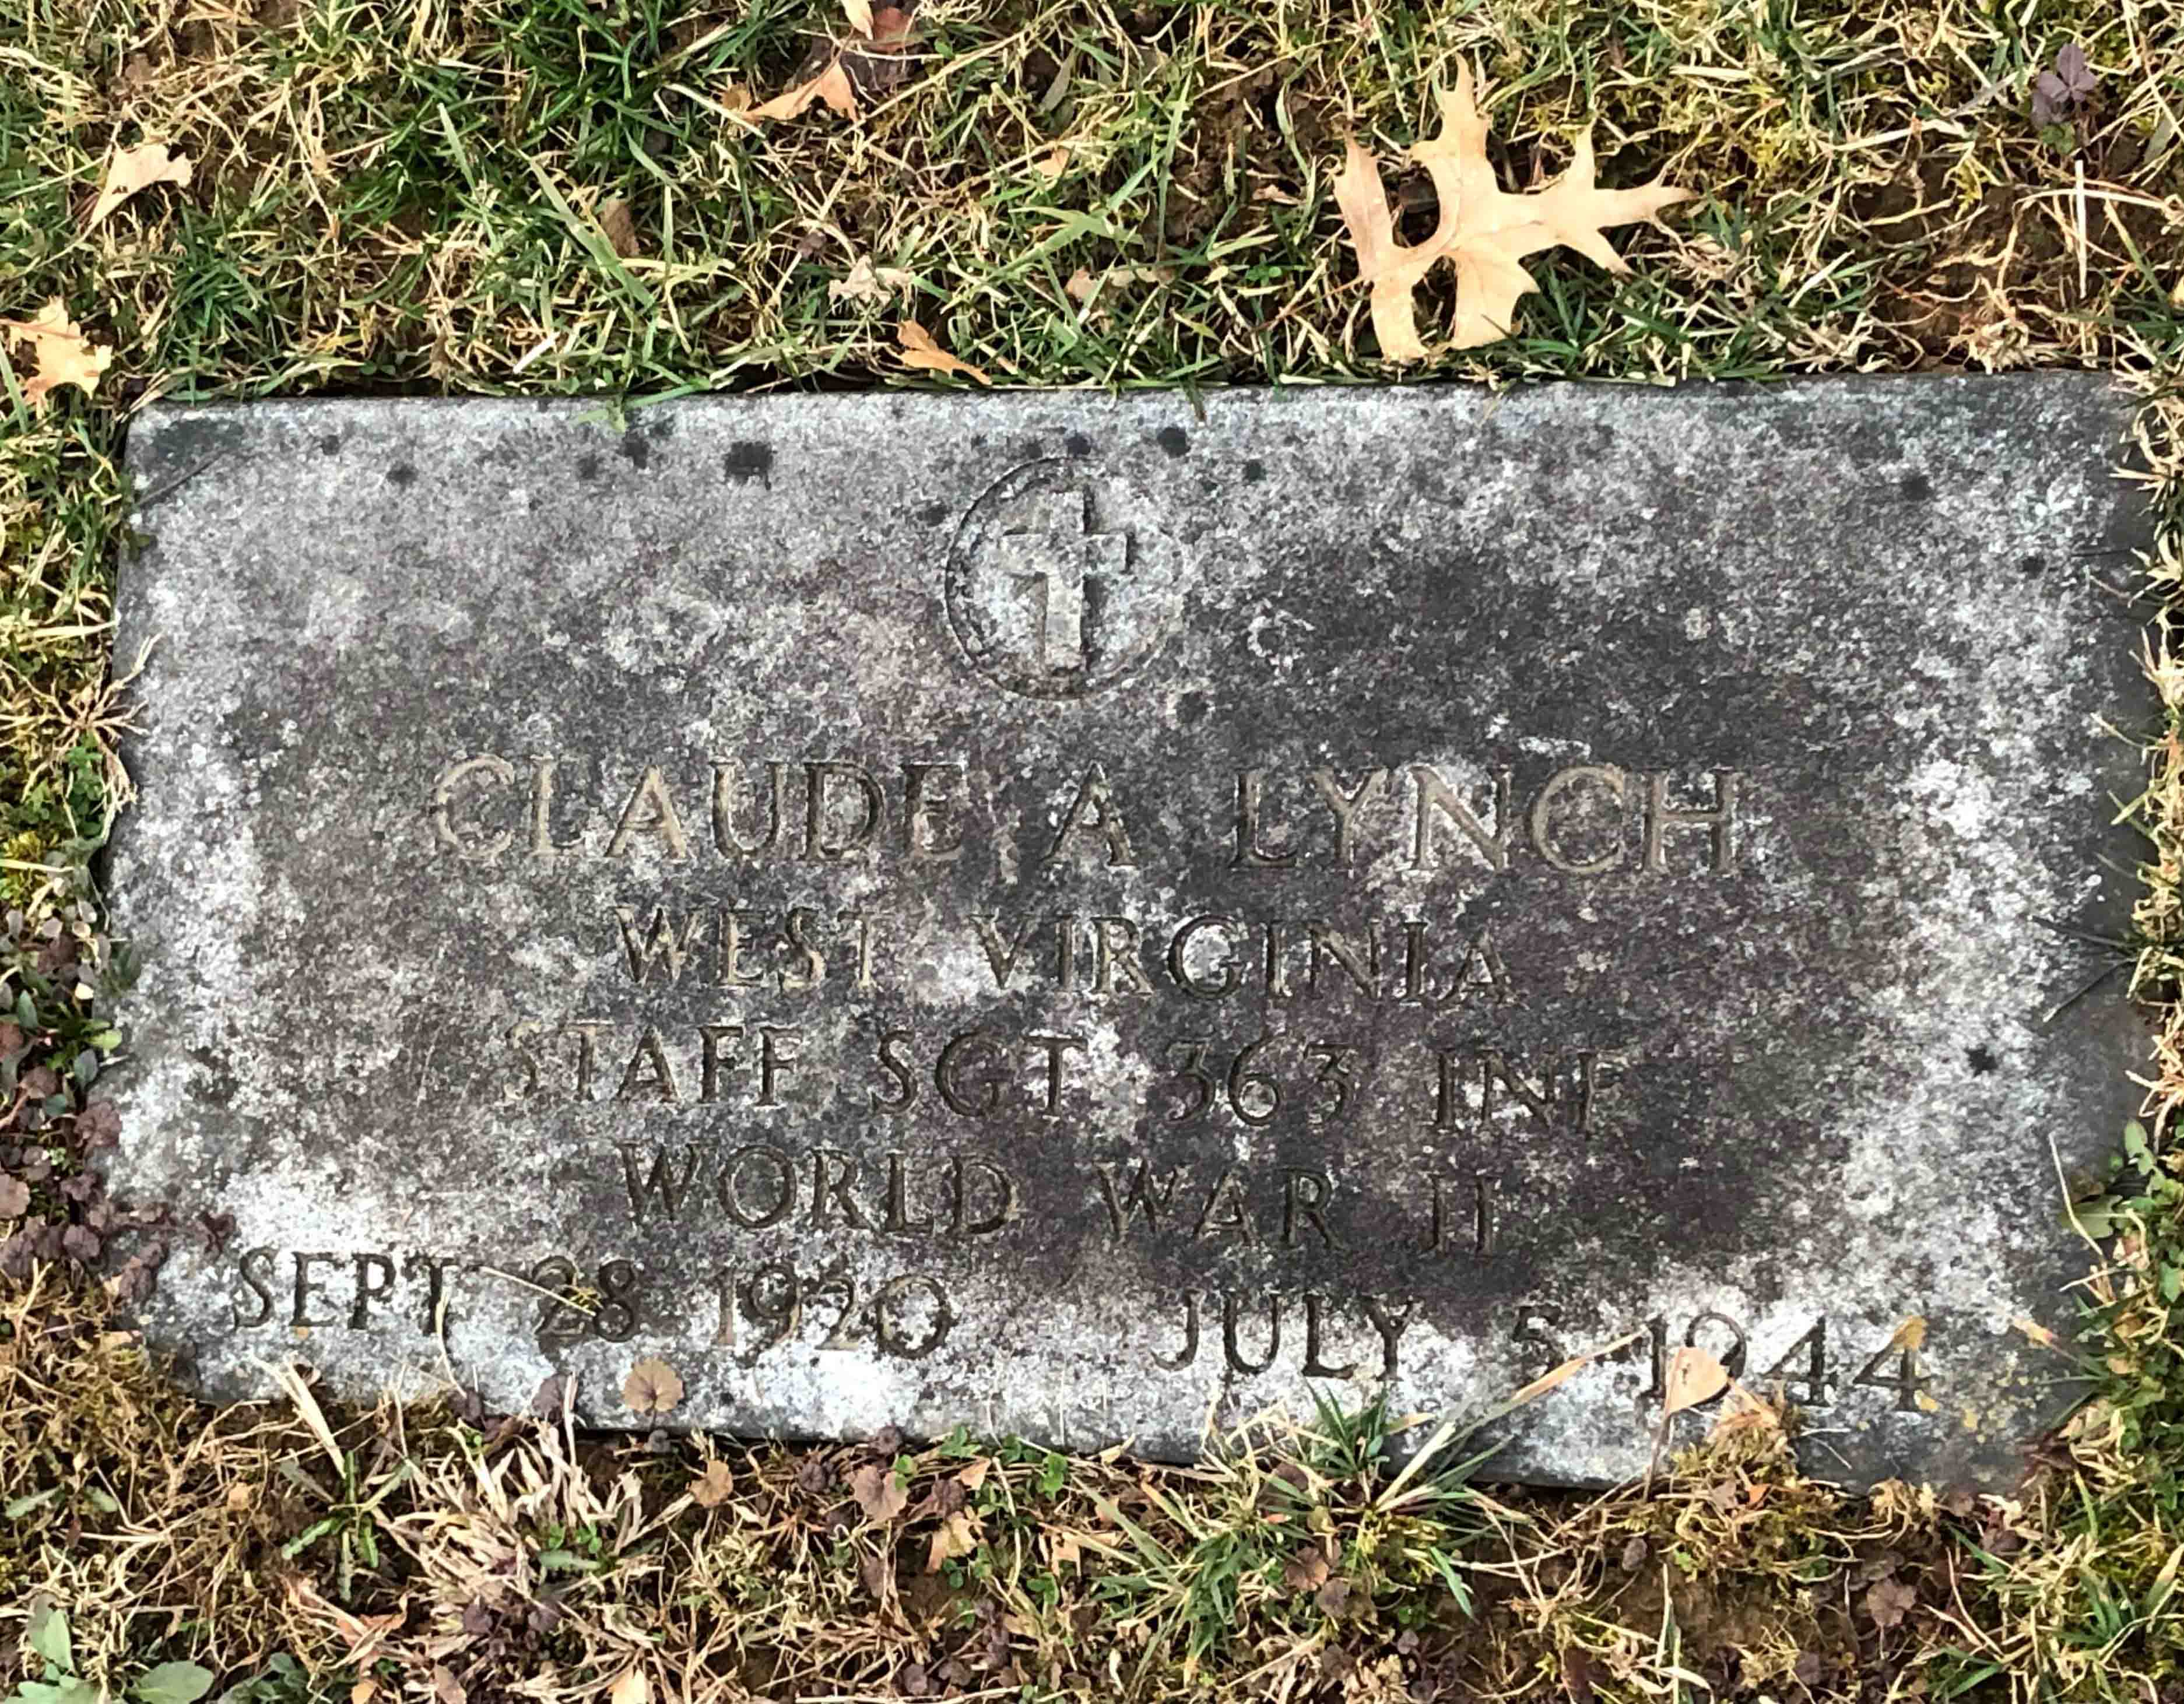 CLAUDE A LYNCH
WEST VIRGINIA
STAFF SGT 363 INF
WORLD WAR II
SEPT 28 1920 JULY 5 1944